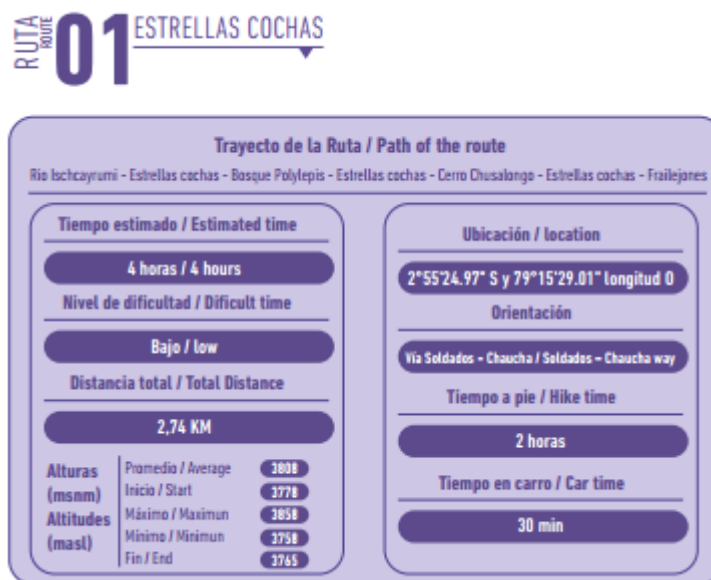 RUTA
ROUTE
01
ESTRELLAS COCHAS
Trayecto de la Ruta / Path of the route
Rio Ischcayrumi - Estrellas cochas - Bosque Polylepis - Estrellas cochas - Cerro Chusalongo - Estrellas cochas - Frailejones
Tiempo estimado / Estimated time
4 horas / 4 hours
Nivel de dificultad / Dificult time
Bajo / low
Distancia total / Total Distance
2,74 KM
Alturas
(msnm)
Altitudes
(masl)
Promedio / Average 3808
Inicio / Start 3778
Máximo / Maximun 3858
Mínimo / Minimun 3758
Fin / End 3765
Ubicación / location
2°55'24.97" S y 79°15'29.01" longitud O
Orientación
Vía Soldados - Chaucha / Soldados - Chaucha way
Tiempo a pie / Hike time
2 horas
Tiempo en carro / Car time
30 min